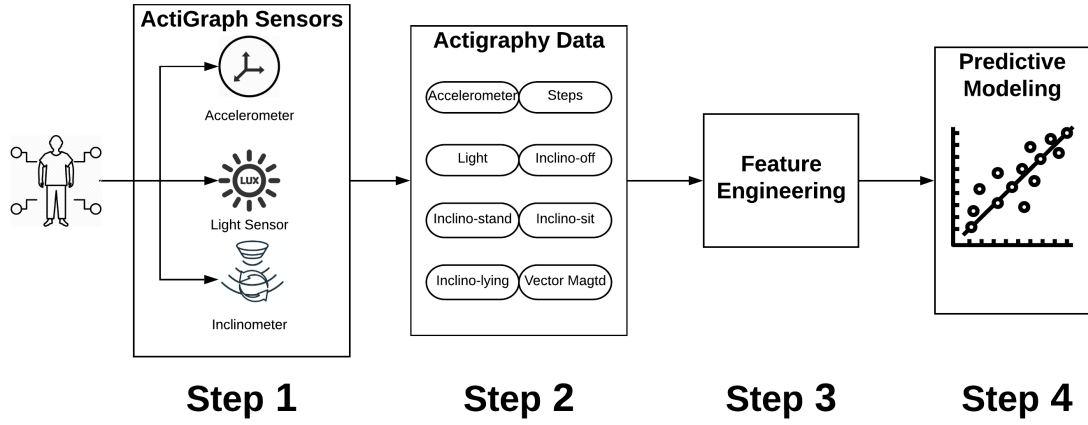 ActiGraph Sensors
Accelerometer
LUX
Light Sensor
Inclinometer
Actigraphy Data
Accelerometer Steps
Light Inclino-off
Inclino-stand Inclino-sit
Inclino-lying Vector Magtd
Feature
Engineering
Predictive
Modeling
Step 1 Step 2 Step 3 Step 4